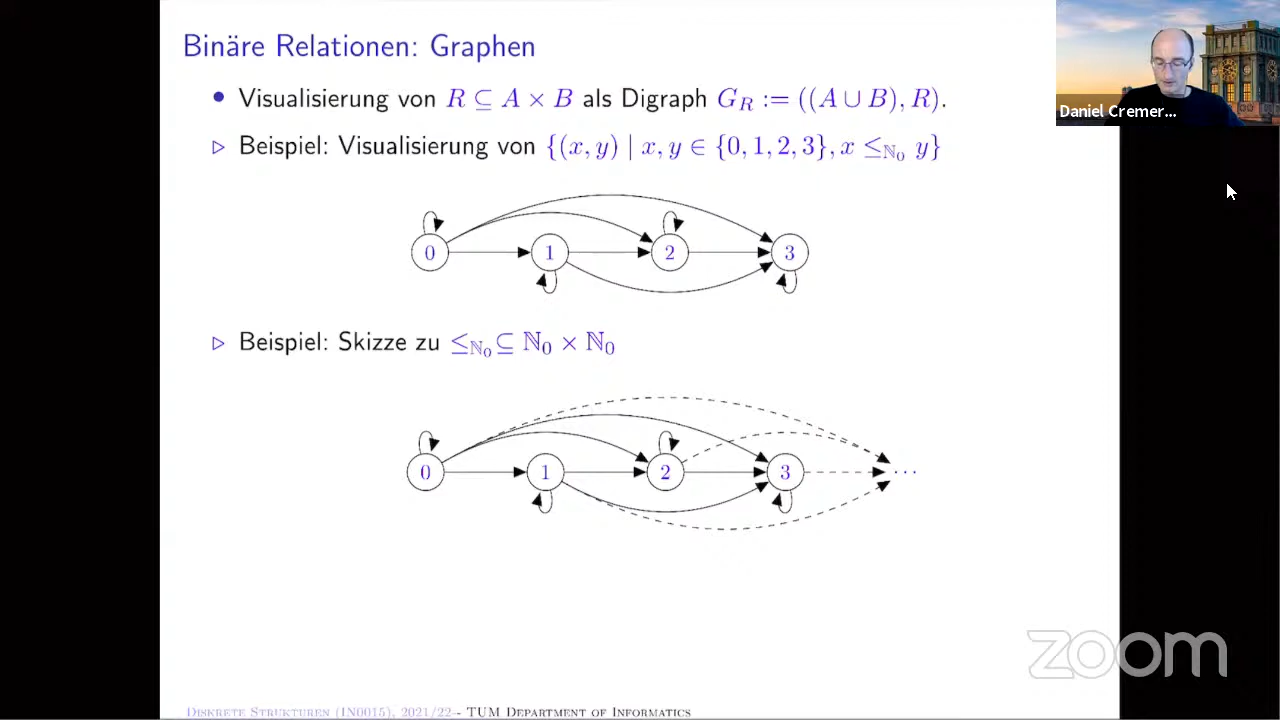 Binäre Relationen: Graphen
• Visualisierung von R ⊆ A × B als Digraph G_R := ((A ∪ B), R).
▷ Beispiel: Visualisierung von {(x, y) | x, y ∈ {0, 1, 2, 3}, x ≤_ℕ₀ y}
0 1 2 3
▷ Beispiel: Skizze zu ≤_ℕ₀ ⊆ ℕ₀ × ℕ₀
0 1 2 3 ...
Daniel Cremer...
zoom
Diskrete Strukturen (IN0015), 2021/22– TUM Department of Informatics